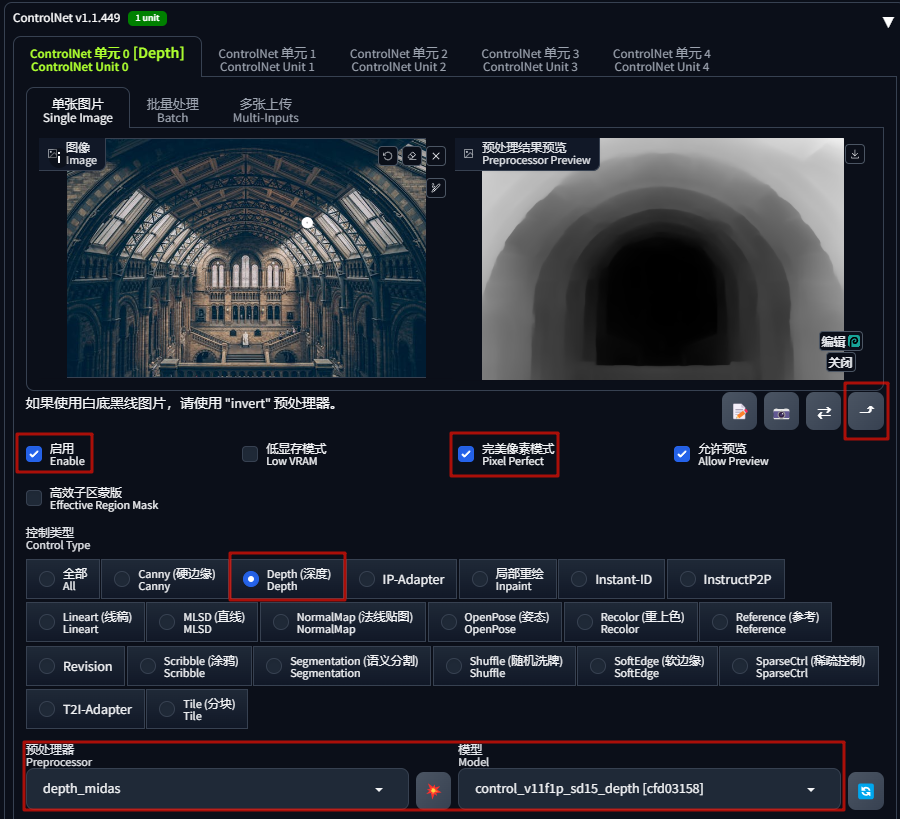 ControlNet v1.1.449
1 unit
ControlNet 单元 0 [Depth]
ControlNet Unit 0
ControlNet 单元 1
ControlNet Unit 1
ControlNet 单元 2
ControlNet Unit 2
ControlNet 单元 3
ControlNet Unit 3
ControlNet 单元 4
ControlNet Unit 4
单张图片
Single Image
批量处理
Batch
多张上传
Multi-Inputs
图像
Image
预处理结果预览
Preprocessor Preview
编辑
关闭
如果使用白底黑线图片，请使用 "invert" 预处理器。
启用
Enable
低显存模式
Low VRAM
完美像素模式
Pixel Perfect
允许预览
Allow Preview
高效子区蒙版
Effective Region Mask
控制类型
Control Type
全部
All
Canny (硬边缘)
Canny
Depth (深度)
Depth
IP-Adapter
局部重绘
Inpaint
Instant-ID
InstructP2P
Lineart (线稿)
Lineart
MLSD (直线)
MLSD
NormalMap (法线贴图)
NormalMap
OpenPose (姿态)
OpenPose
Recolor (重上色)
Recolor
Reference (参考)
Reference
Revision
Scribble (涂鸦)
Scribble
Segmentation (语义分割)
Segmentation
Shuffle (随机洗牌)
Shuffle
SoftEdge (软边缘)
SoftEdge
SparseCtrl (稀疏控制)
SparseCtrl
T2I-Adapter
Tile (分块)
Tile
预处理器
Preprocessor
depth_midas
模型
Model
control_v11f1p_sd15_depth [cfd03158]